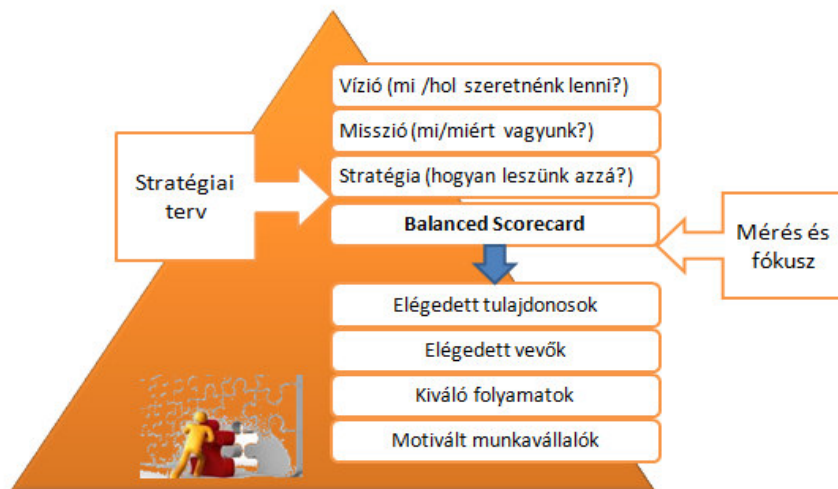 Vízió (mi /hol szeretnénk lenni?)
Misszió (mi/miért vagyunk?)
Stratégia (hogyan leszünk azzá?)
Balanced Scorecard
Stratégiai
terv
Mérés és
fókusz
Elégedett tulajdonosok
Elégedett vevők
Kiváló folyamatok
Motivált munkavállalók